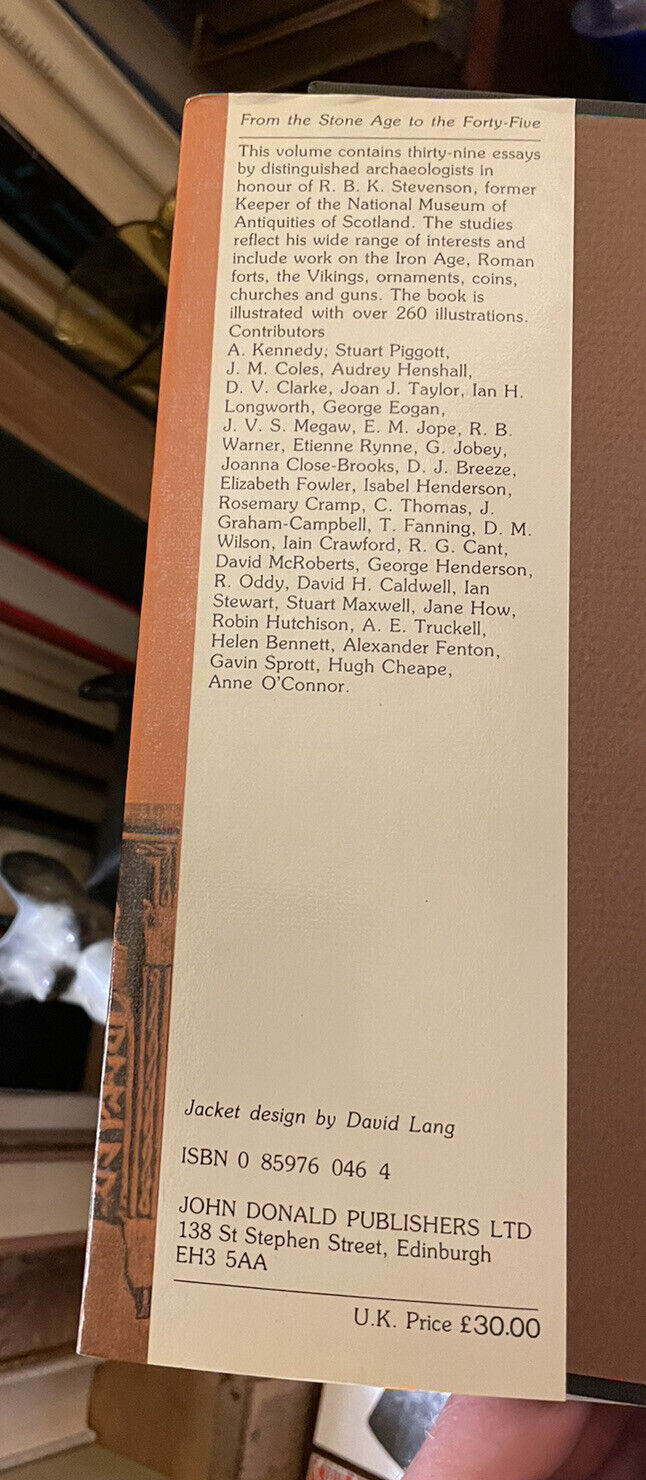 From the Stone Age to the Forty-Five
This volume contains thirty-nine essays
by distinguished archaeologists in
honour of R. B. K. Stevenson, former
Keeper of the National Museum of
Antiquities of Scotland. The studies
reflect his wide range of interests and
include work on the Iron Age, Roman
forts, the Vikings, ornaments, coins,
churches and guns. The book is
illustrated with over 260 illustrations.
Contributors
A. Kennedy, Stuart Piggott,
J. M. Coles, Audrey Henshall,
D. V. Clarke, Joan J. Taylor, Ian H.
Longworth, George Eogan,
J. V. S. Megaw, E. M. Jope, R. B.
Warner, Etienne Rynne, G. Jobey,
Joanna Close-Brooks, D. J. Breeze,
Elizabeth Fowler, Isabel Henderson,
Rosemary Cramp, C. Thomas, J.
Graham-Campbell, T. Fanning, D. M.
Wilson, Iain Crawford, R. G. Cant,
David McRoberts, George Henderson,
R. Oddy, David H. Caldwell, Ian
Stewart, Stuart Maxwell, Jane How,
Robin Hutchison, A. E. Truckell,
Helen Bennett, Alexander Fenton,
Gavin Sprott, Hugh Cheape,
Anne O'Connor.
Jacket design by David Lang
ISBN 0 85976 046 4
JOHN DONALD PUBLISHERS LTD
138 St Stephen Street, Edinburgh
EH3 5AA
U.K. Price £30.00